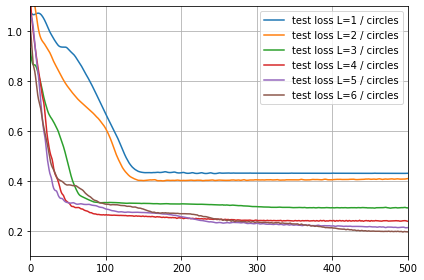 1.0
0.8
0.6
0.4
0.2
0
100
200
300
400
500
test loss L=1 / circles
test loss L=2 / circles
test loss L=3 / circles
test loss L=4 / circles
test loss L=5 / circles
test loss L=6 / circles